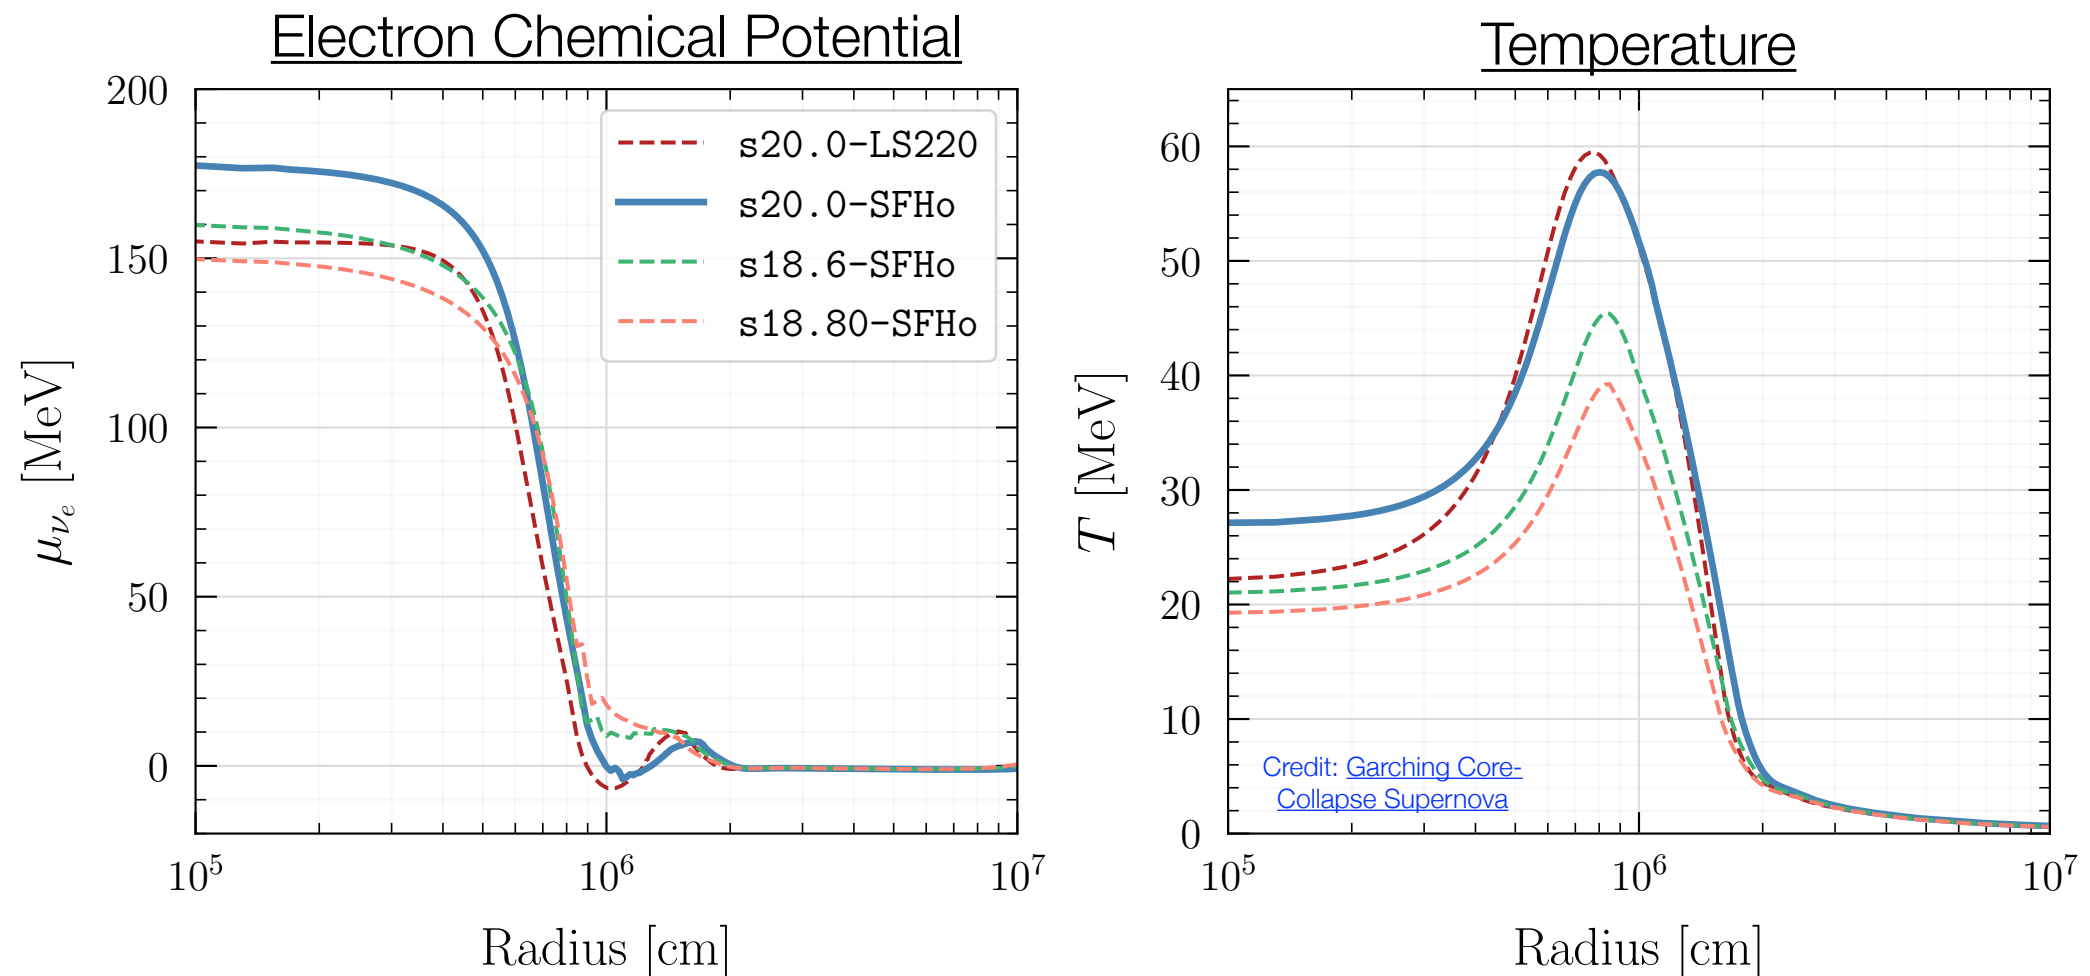 Electron Chemical Potential
200
150
100
50
0
μ_{ν_e} [MeV]
s20.0-LS220
s20.0-SFHo
s18.6-SFHo
s18.80-SFHo
10^5
10^6
10^7
Radius [cm]
Temperature
60
50
40
30
20
10
0
T [MeV]
Credit: Garching Core-
Collapse Supernova
10^5
10^6
10^7
Radius [cm]